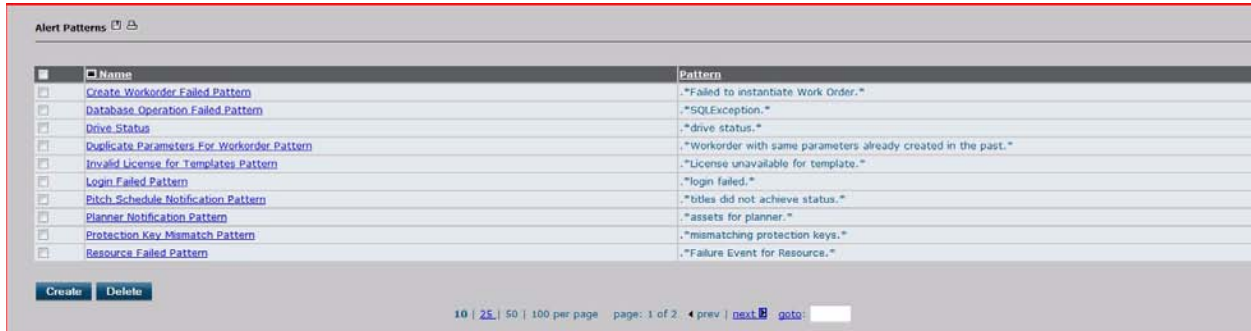 Alert Patterns
Name Pattern
Create Workorder Failed Pattern .*Failed to instantiate Work Order.*
Database Operation Failed Pattern .*SQLException.*
Drive Status .*drive status.*
Duplicate Parameters For Workorder Pattern .*Workorder with same parameters already created in the past.*
Invalid License for Templates Pattern .*License unavailable for template.*
Login Failed Pattern .*login failed.*
Pitch Schedule Notification Pattern .*titles did not achieve status.*
Planner Notification Pattern .*assets for planner.*
Protection Key Mismatch Pattern .*mismatching protection keys.*
Resource Failed Pattern .*Failure Event for Resource.*
Create Delete
10 | 25 | 50 | 100 per page page: 1 of 2 prev | next goto: